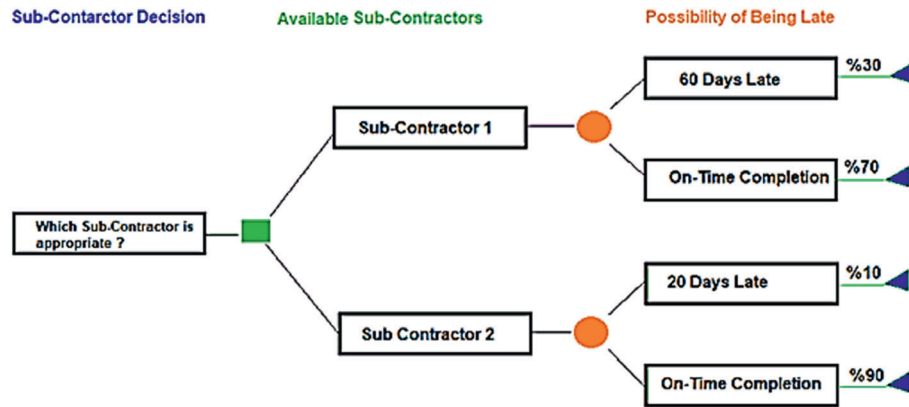 Sub-Contarctor Decision
Available Sub-Contractors
Possibility of Being Late
60 Days Late
%30
Sub-Contractor 1
On-Time Completion
%70
Which Sub-Contractor is
appropriate ?
20 Days Late
%10
Sub Contractor 2
On-Time Completion
%90